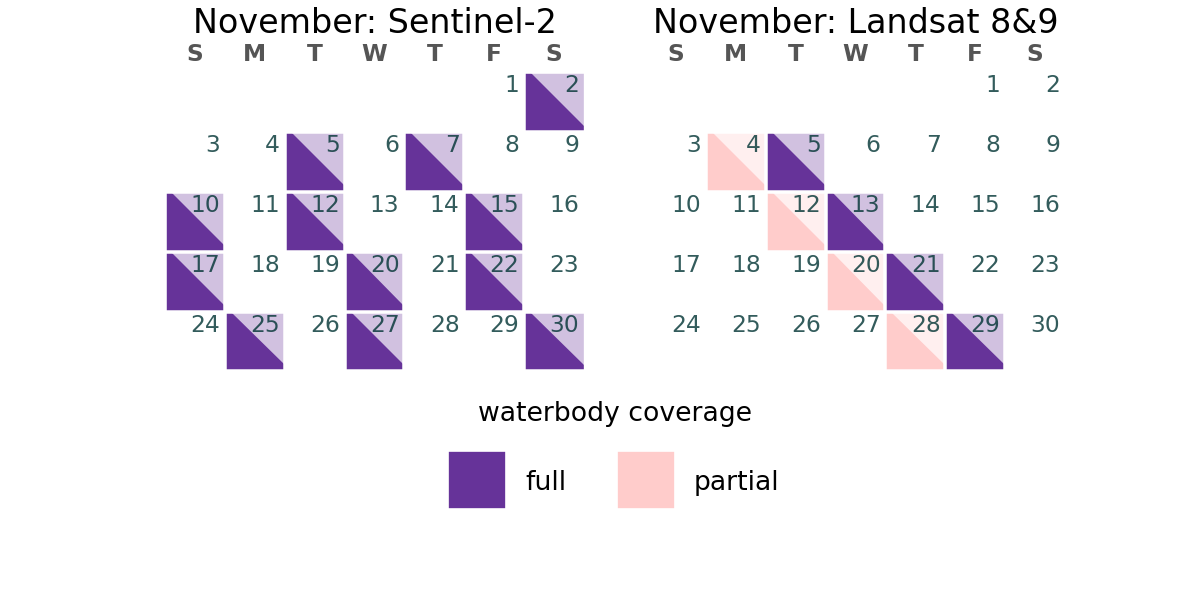 November: Sentinel-2
S M T W T F S
1 2
3 4 5 6 7 8 9
10 11 12 13 14 15 16
17 18 19 20 21 22 23
24 25 26 27 28 29 30
November: Landsat 8&9
S M T W T F S
1 2
3 4 5 6 7 8 9
10 11 12 13 14 15 16
17 18 19 20 21 22 23
24 25 26 27 28 29 30
waterbody coverage
full
partial